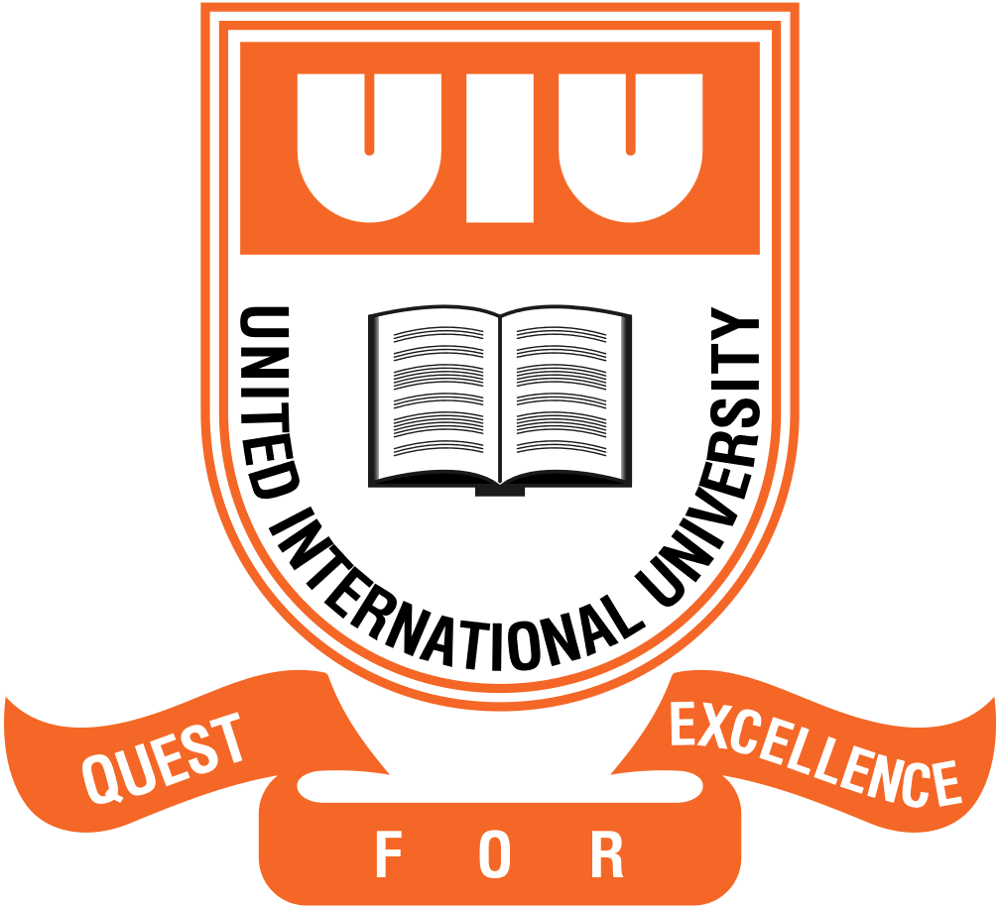 UIU
UNITED INTERNATIONAL UNIVERSITY
QUEST
FOR
EXCELLENCE